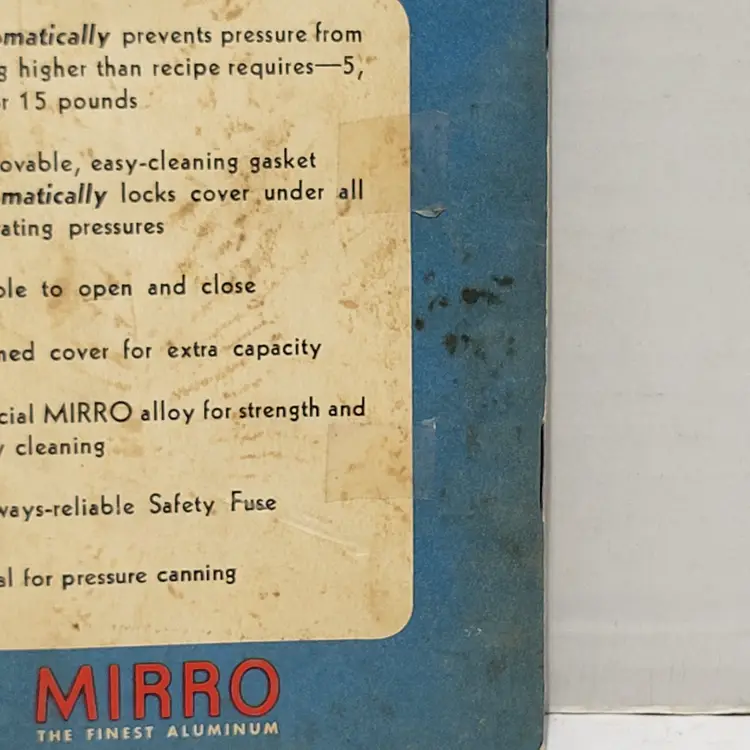 omatically prevents pressure from
g higher than recipe requires—5,
r 15 pounds
ovable, easy-cleaning gasket
matically locks cover under all
ating pressures
ple to open and close
ned cover for extra capacity
cial MIRRO alloy for strength and
y cleaning
ways-reliable Safety Fuse
al for pressure canning
MIRRO
THE FINEST ALUMINUM